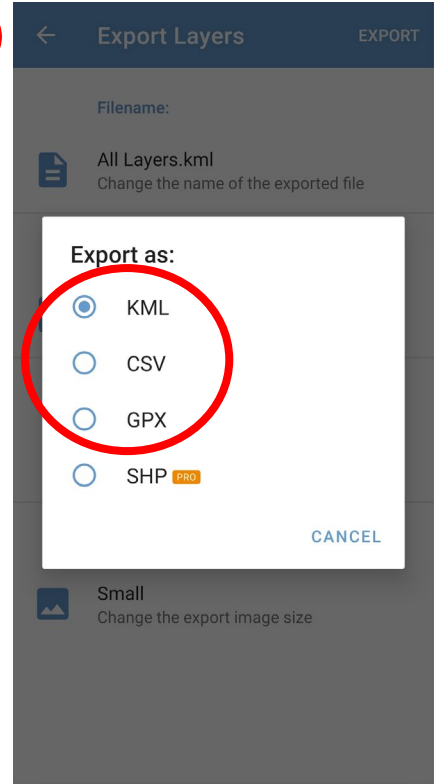 Export Layers EXPORT
Filename:
All Layers.kml
Change the name of the exported file
Export as:
KML
CSV
GPX
SHP PRO
CANCEL
Small
Change the export image size